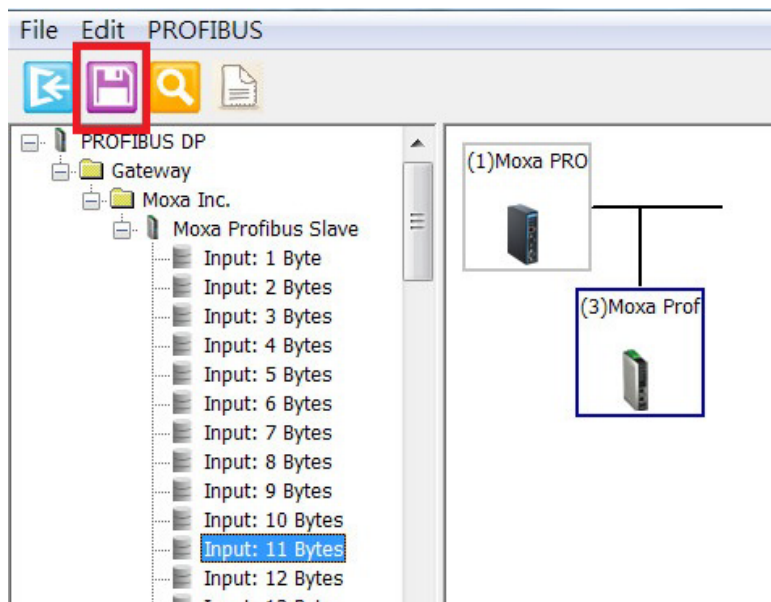 File Edit PROFIBUS
PROFIBUS DP
Gateway
Moxa Inc.
Moxa Profibus Slave
Input: 1 Byte
Input: 2 Bytes
Input: 3 Bytes
Input: 4 Bytes
Input: 5 Bytes
Input: 6 Bytes
Input: 7 Bytes
Input: 8 Bytes
Input: 9 Bytes
Input: 10 Bytes
Input: 11 Bytes
Input: 12 Bytes
(1)Moxa PRO
(3)Moxa Prof